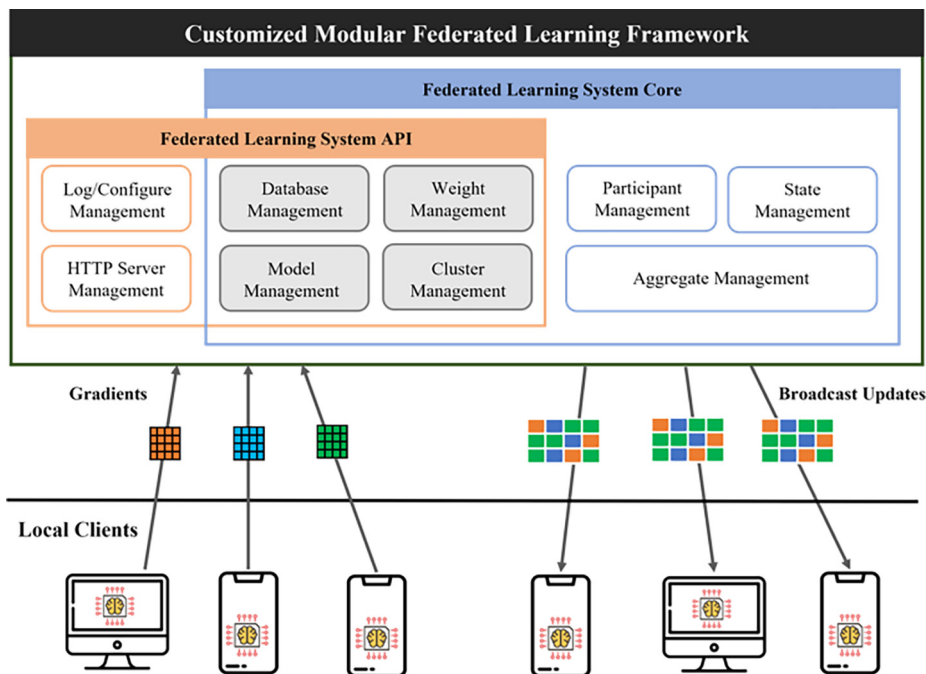 Customized Modular Federated Learning Framework
Federated Learning System Core
Federated Learning System API
Log/Configure
Management
Database
Management
Weight
Management
Participant
Management
State
Management
HTTP Server
Management
Model
Management
Cluster
Management
Aggregate Management
Gradients
Broadcast Updates
Local Clients